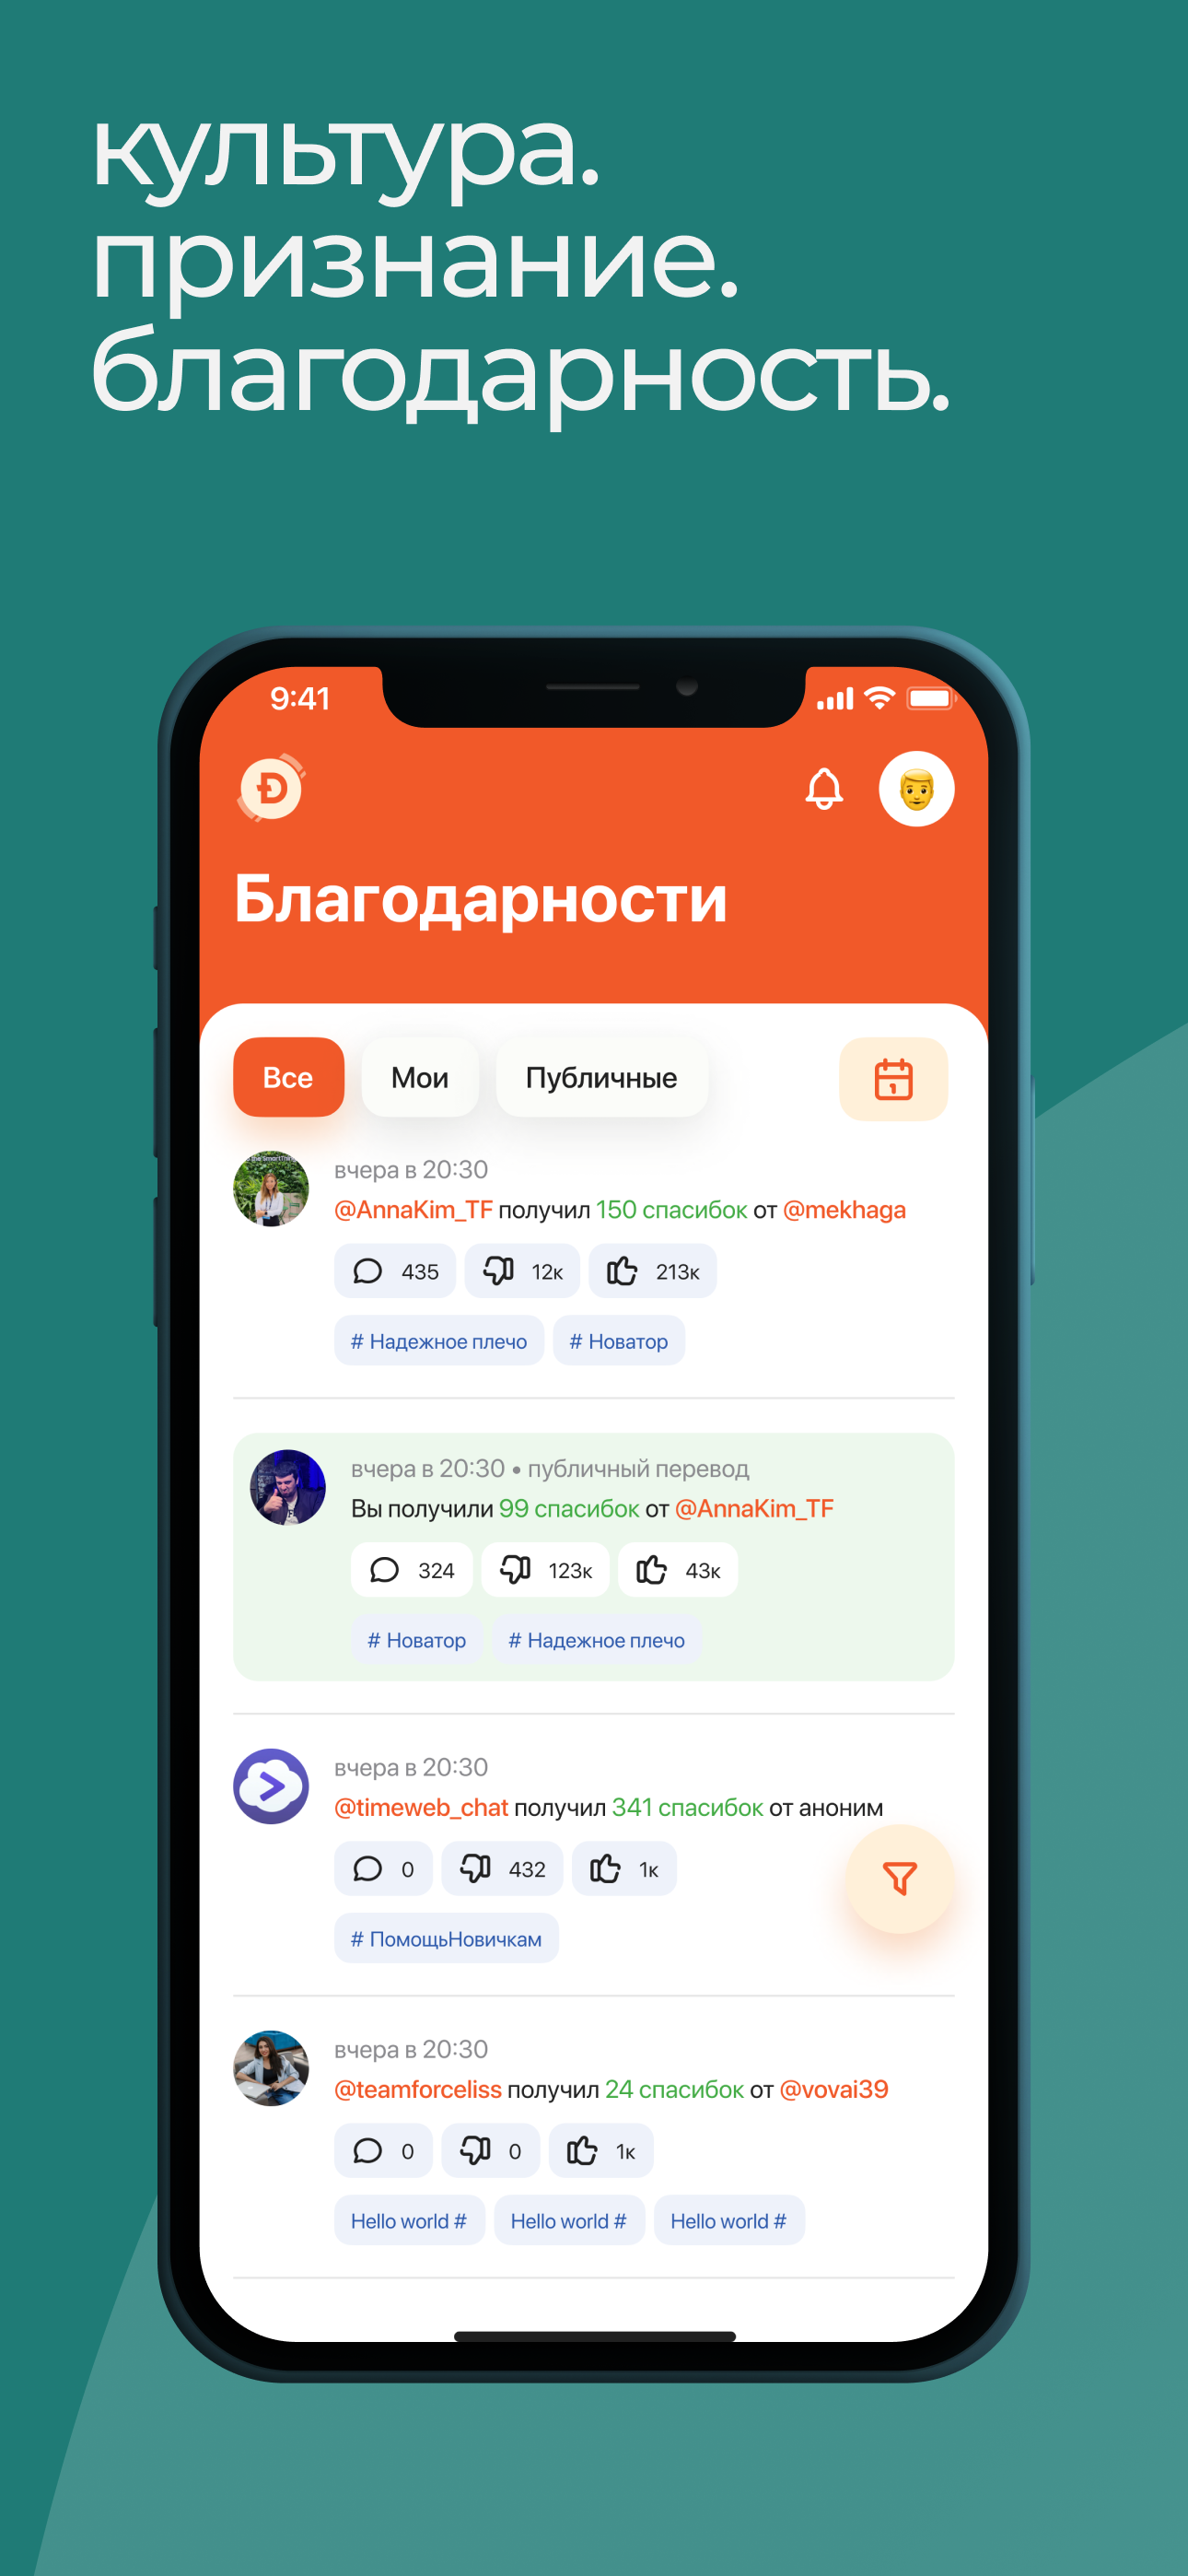 культура.
признание.
благодарность.
9:41
Благодарности
Все Мои Публичные
вчера в 20:30
@AnnaKim_TF получил 150 спасибок от @mekhaga
435 12к 213к
# Надежное плечо # Новатор
вчера в 20:30 • публичный перевод
Вы получили 99 спасибок от @AnnaKim_TF
324 123к 43к
# Новатор # Надежное плечо
вчера в 20:30
@timeweb_chat получил 341 спасибок от аноним
0 432 1к
# ПомощьНовичкам
вчера в 20:30
@teamforceliss получил 24 спасибок от @vovai39
0 0 1к
Hello world # Hello world # Hello world #